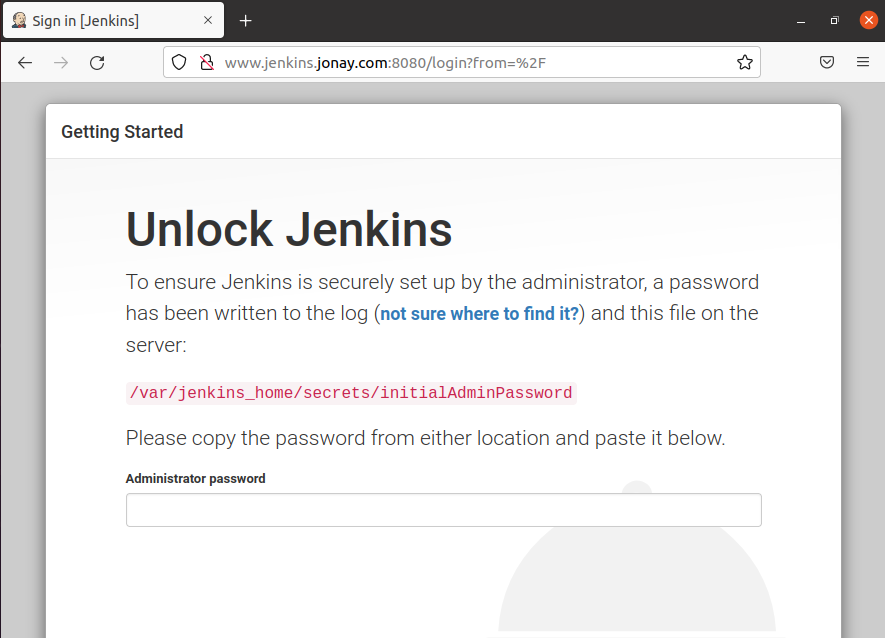 Sign in [Jenkins]
www.jenkins.jonay.com:8080/login?from=%2F
Getting Started
Unlock Jenkins
To ensure Jenkins is securely set up by the administrator, a password
has been written to the log (not sure where to find it?) and this file on the
server:
/var/jenkins_home/secrets/initialAdminPassword
Please copy the password from either location and paste it below.
Administrator password